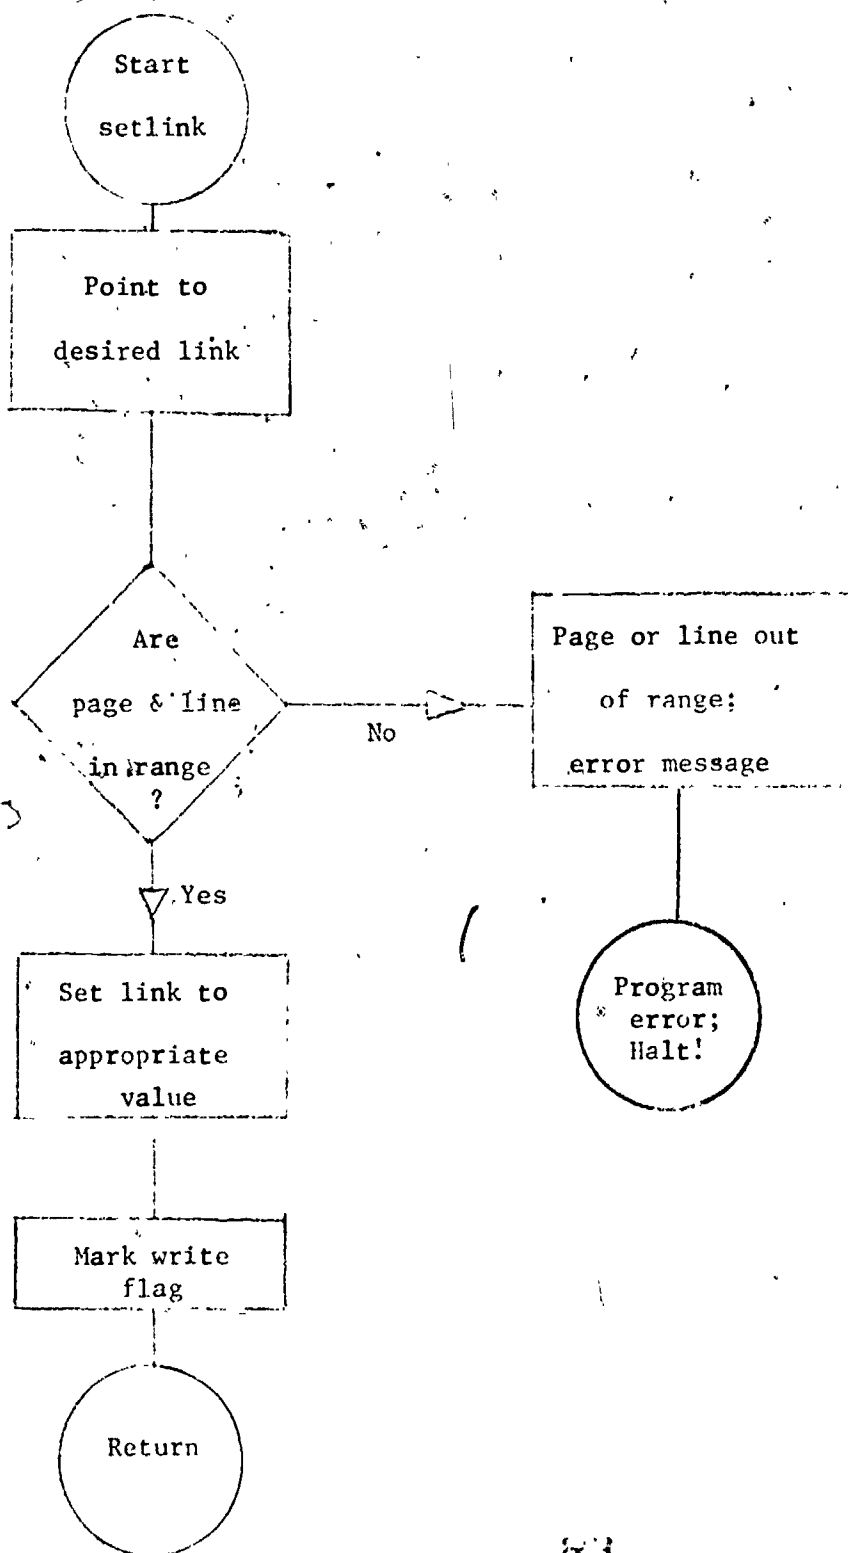 Start
setlink
Point to
desired link
Are
page & line
in range
?
No
Page or line out
of range;
error message
Yes
Set link to
appropriate
value
Program
error;
Halt!
Mark write
flag
Return